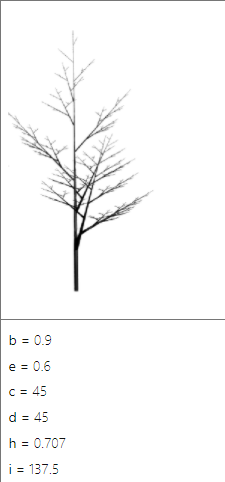 b = 0.9
e = 0.6
c = 45
d = 45
h = 0.707
i = 137.5